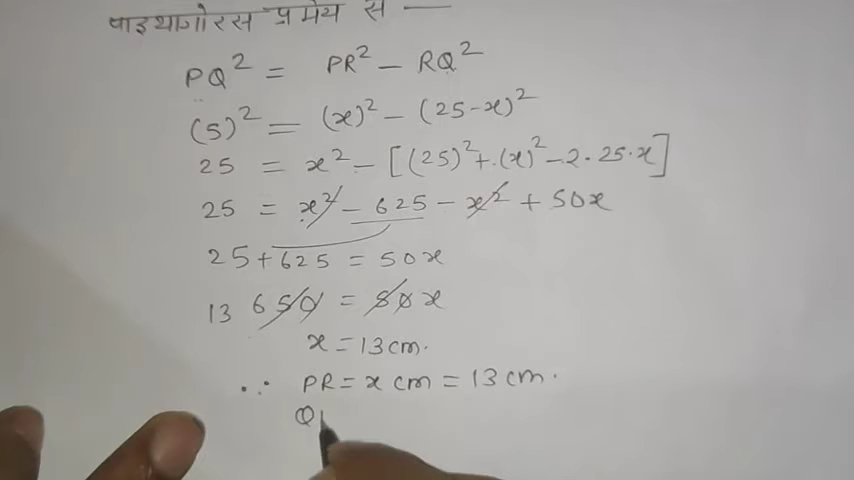 पाइथागोरस प्रमेय से —
PQ² = PR² - RQ²
(5)² = (x)² - (25-x)²
25 = x² - [(25)² + (x)² - 2·25·x]
25 = x² - 625 - x² + 50x
25+625 = 50x
13 650 = 50x
x = 13cm.
∴ PR = x cm = 13 cm.
Q